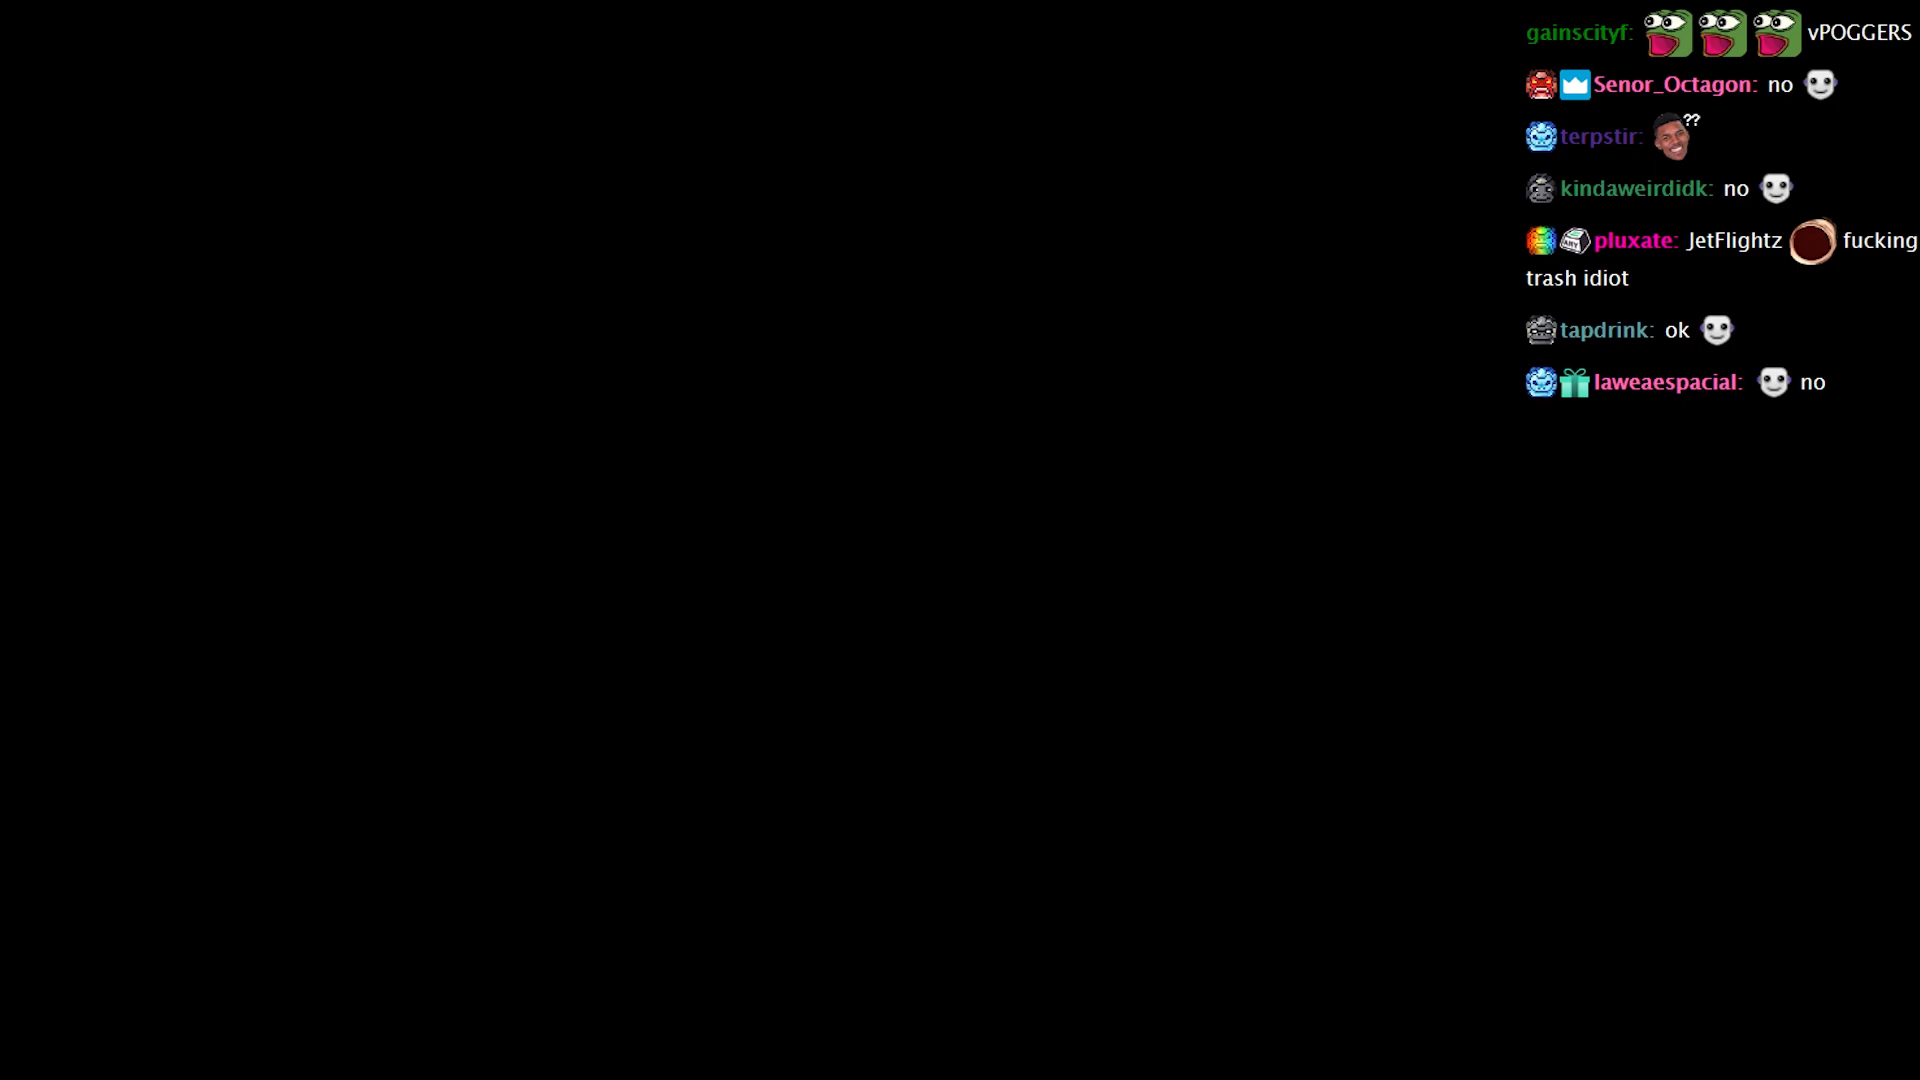 gainscityf: vPOGGERS
Senor_Octagon: no
terpstir: ??
kindaweirdidk: no
pluxate: JetFlightz fucking
trash idiot
tapdrink: ok
laweaespacial: no